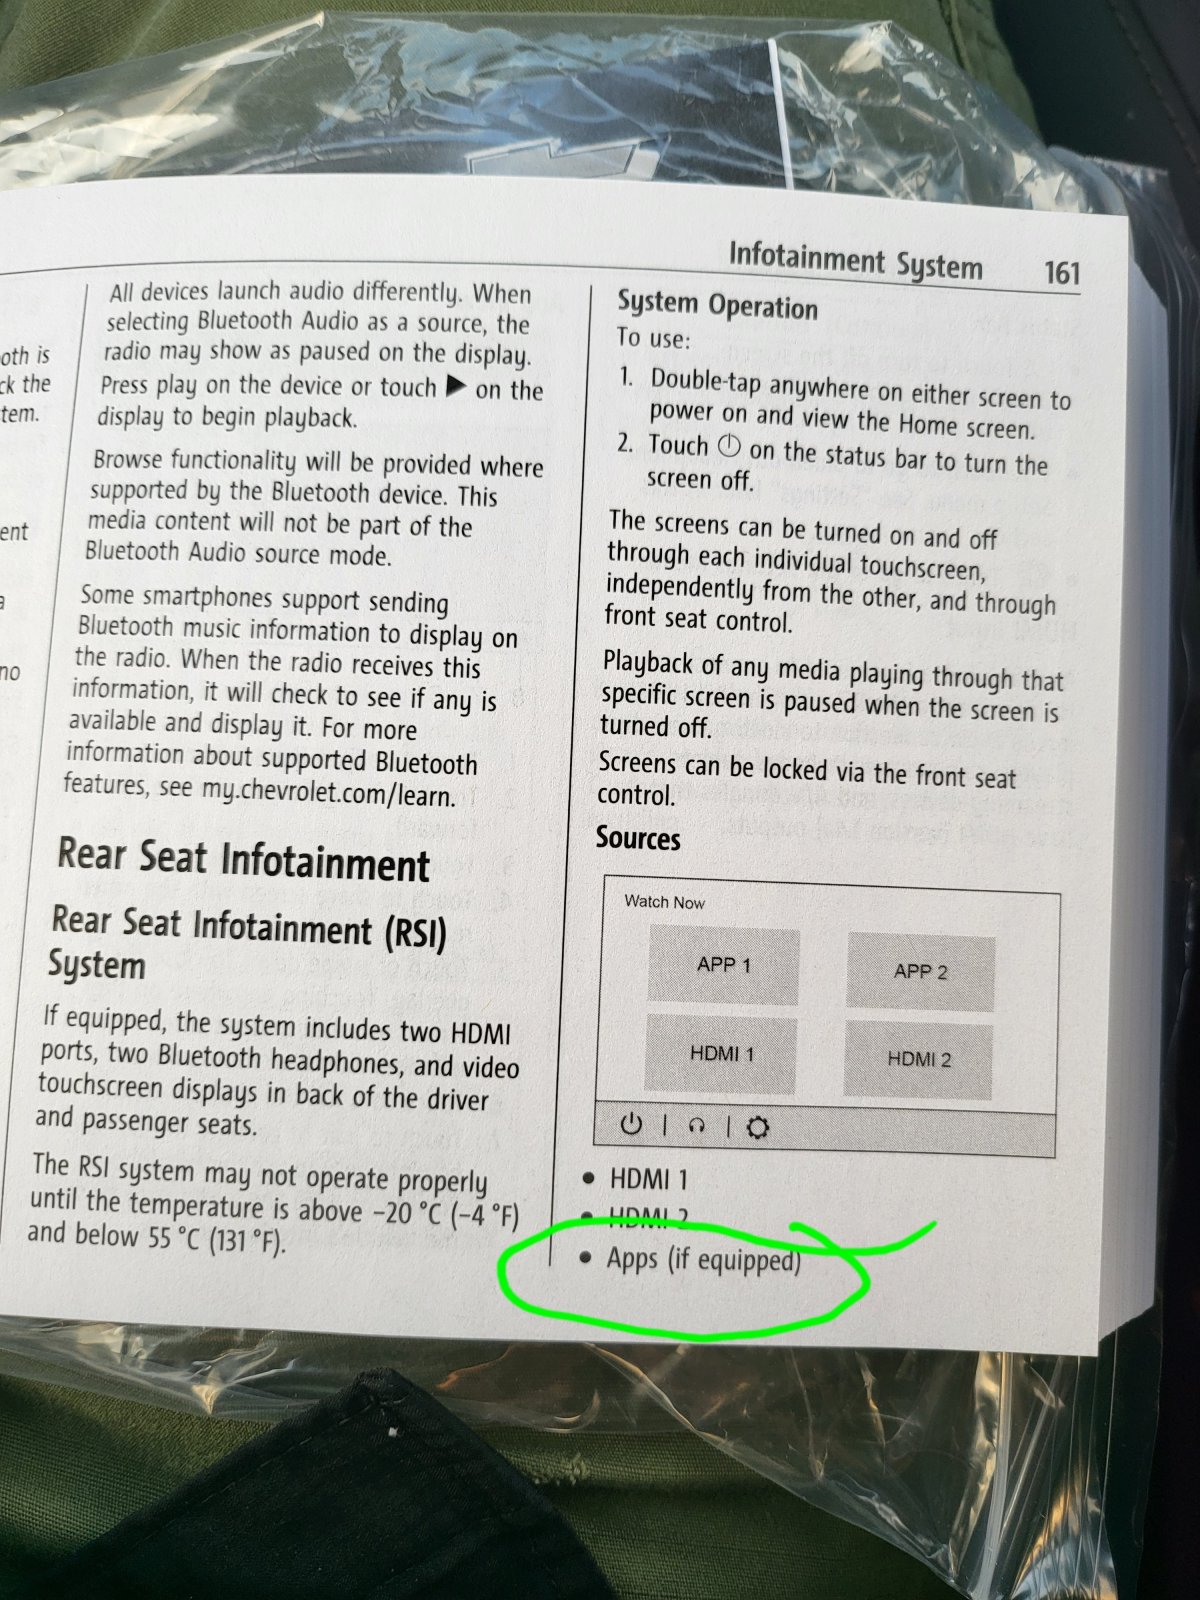 Infotainment System 161
oth is
ck the
tem.
ent
a
no
All devices launch audio differently. When
selecting Bluetooth Audio as a source, the
radio may show as paused on the display.
Press play on the device or touch ▶ on the
display to begin playback.
Browse functionality will be provided where
supported by the Bluetooth device. This
media content will not be part of the
Bluetooth Audio source mode.
Some smartphones support sending
Bluetooth music information to display on
the radio. When the radio receives this
information, it will check to see if any is
available and display it. For more
information about supported Bluetooth
features, see my.chevrolet.com/learn.
Rear Seat Infotainment
Rear Seat Infotainment (RSI)
System
If equipped, the system includes two HDMI
ports, two Bluetooth headphones, and video
touchscreen displays in back of the driver
and passenger seats.
The RSI system may not operate properly
until the temperature is above −20 °C (−4 °F)
and below 55 °C (131 °F).
System Operation
To use:
1. Double-tap anywhere on either screen to
power on and view the Home screen.
2. Touch ⏻ on the status bar to turn the
screen off.
The screens can be turned on and off
through each individual touchscreen,
independently from the other, and through
front seat control.
Playback of any media playing through that
specific screen is paused when the screen is
turned off.
Screens can be locked via the front seat
control.
Sources
Watch Now
APP 1 APP 2
HDMI 1 HDMI 2
• HDMI 1
• HDMI 2
• Apps (if equipped)